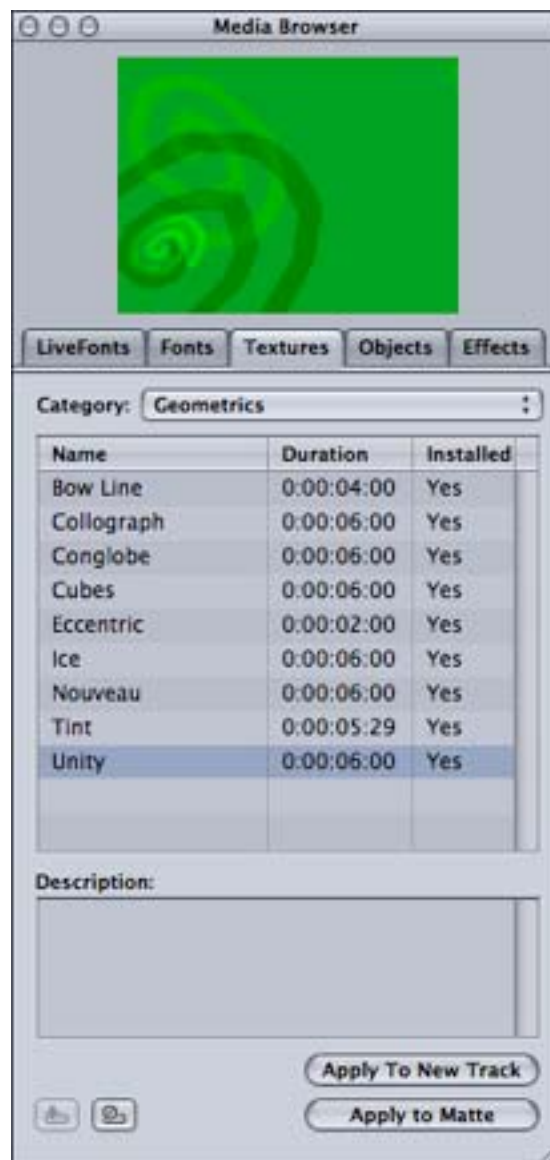 Media Browser
LiveFonts Fonts Textures Objects Effects
Category: Geometrics
Name Duration Installed
Bow Line 0:00:04:00 Yes
Collograph 0:00:06:00 Yes
Conglobe 0:00:06:00 Yes
Cubes 0:00:06:00 Yes
Eccentric 0:00:02:00 Yes
Ice 0:00:06:00 Yes
Nouveau 0:00:06:00 Yes
Tint 0:00:05:29 Yes
Unity 0:00:06:00 Yes
Description:
Apply To New Track
Apply to Matte